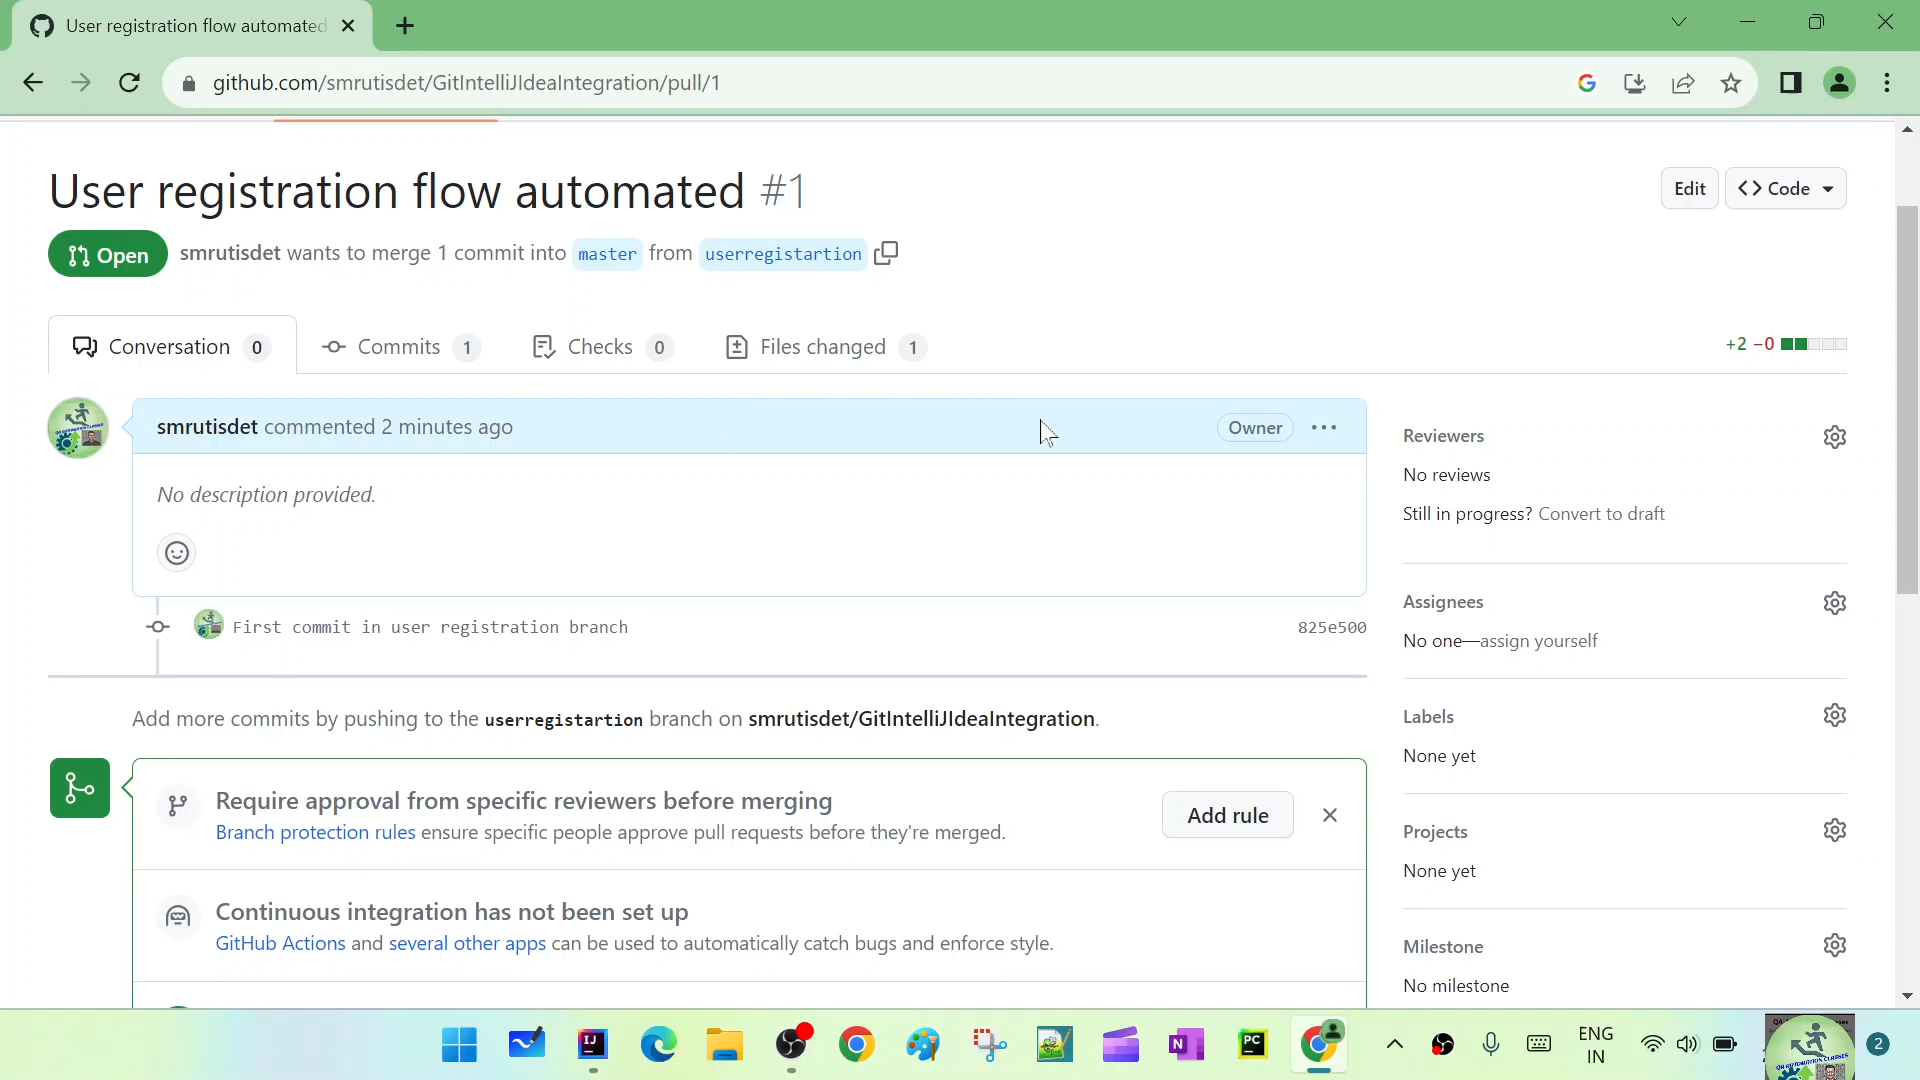 User registration flow automated
github.com/smrutisdet/GitIntelliJIdeaIntegration/pull/1
User registration flow automated #1
Edit
Code
Open
smrutisdet wants to merge 1 commit into master from userregistartion
Conversation 0
Commits 1
Checks 0
Files changed 1
+2 −0
smrutisdet commented 2 minutes ago
Owner
No description provided.
First commit in user registration branch
825e500
Add more commits by pushing to the userregistartion branch on smrutisdet/GitIntelliJIdeaIntegration.
Require approval from specific reviewers before merging
Branch protection rules ensure specific people approve pull requests before they're merged.
Add rule
Continuous integration has not been set up
GitHub Actions and several other apps can be used to automatically catch bugs and enforce style.
Reviewers
No reviews
Still in progress? Convert to draft
Assignees
No one—assign yourself
Labels
None yet
Projects
None yet
Milestone
No milestone
IJ
N
PC
ENG
IN
2